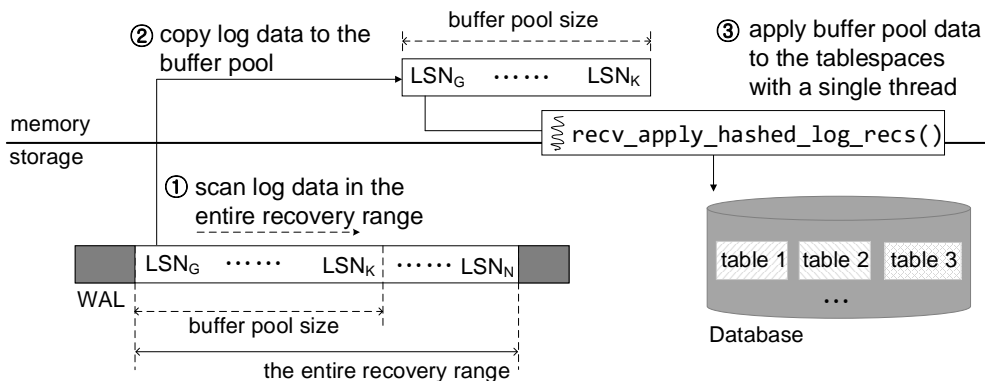 ② copy log data to the
buffer pool
buffer pool size
LSNG ······ LSNK
③ apply buffer pool data
to the tablespaces
with a single thread
memory
storage
recv_apply_hashed_log_recs()
① scan log data in the
entire recovery range
LSNG ······ LSNK ······ LSNN
WAL
buffer pool size
the entire recovery range
table 1 table 2 table 3
···
Database